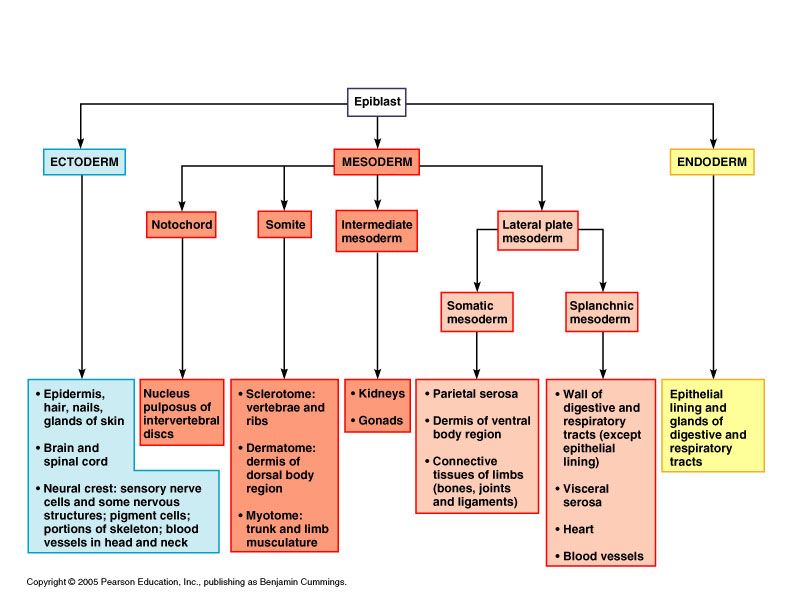 Epiblast
ECTODERM
MESODERM
ENDODERM
Notochord
Somite
Intermediate
mesoderm
Lateral plate
mesoderm
Somatic
mesoderm
Splanchnic
mesoderm
• Epidermis,
hair, nails,
glands of skin
• Brain and
spinal cord
• Neural crest: sensory nerve
cells and some nervous
structures; pigment cells;
portions of skeleton; blood
vessels in head and neck
Nucleus
pulposus of
intervertebral
discs
• Sclerotome:
vertebrae and
ribs
• Dermatome:
dermis of
dorsal body
region
• Myotome:
trunk and limb
musculature
• Kidneys
• Gonads
• Parietal serosa
• Dermis of ventral
body region
• Connective
tissues of limbs
(bones, joints
and ligaments)
• Wall of
digestive and
respiratory
tracts (except
epithelial
lining)
• Visceral
serosa
• Heart
• Blood vessels
Epithelial
lining and
glands of
digestive and
respiratory
tracts
Copyright © 2005 Pearson Education, Inc., publishing as Benjamin Cummings.